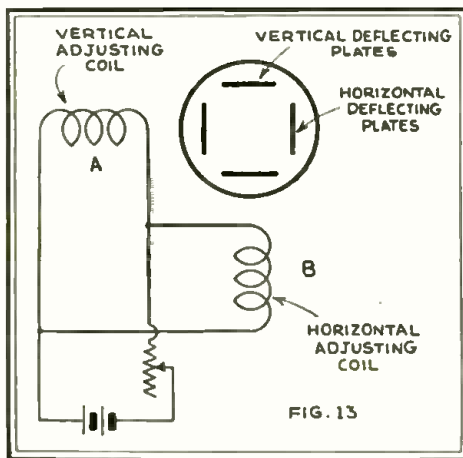 VERTICAL
ADJUSTING
COIL
A
VERTICAL DEFLECTING
PLATES
HORIZONTAL
DEFLECTING
PLATES
B
HORIZONTAL
ADJUSTING
COIL
FIG. 13